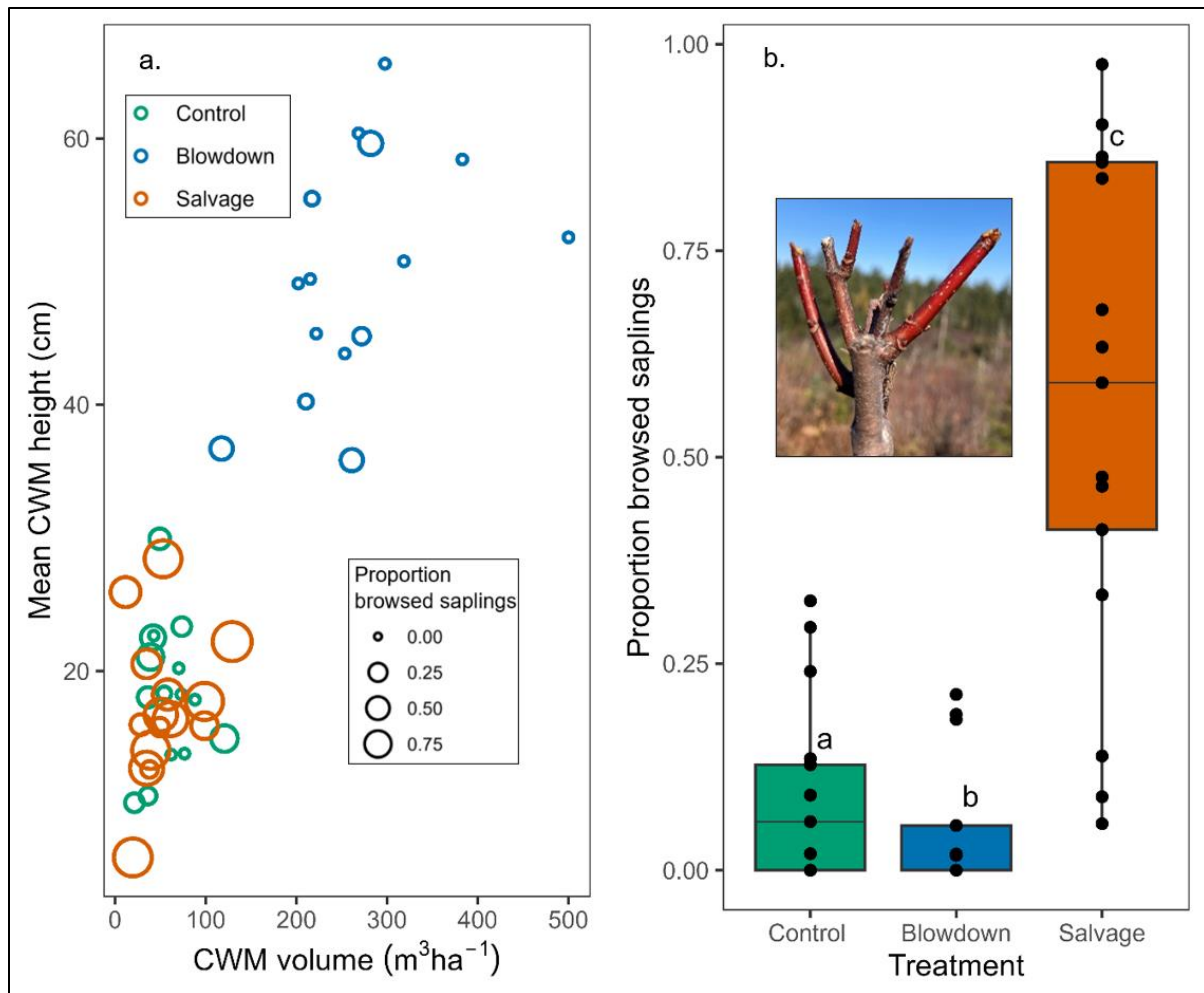 a.
Control
Blowdown
Salvage
60
40
20
Mean CWM height (cm)
Proportion
browsed saplings
0.00
0.25
0.50
0.75
0
100
200
300
400
500
CWM volume (m³ha⁻¹)
b.
1.00
0.75
0.50
0.25
0.00
Proportion browsed saplings
a
b
c
Control
Blowdown
Salvage
Treatment